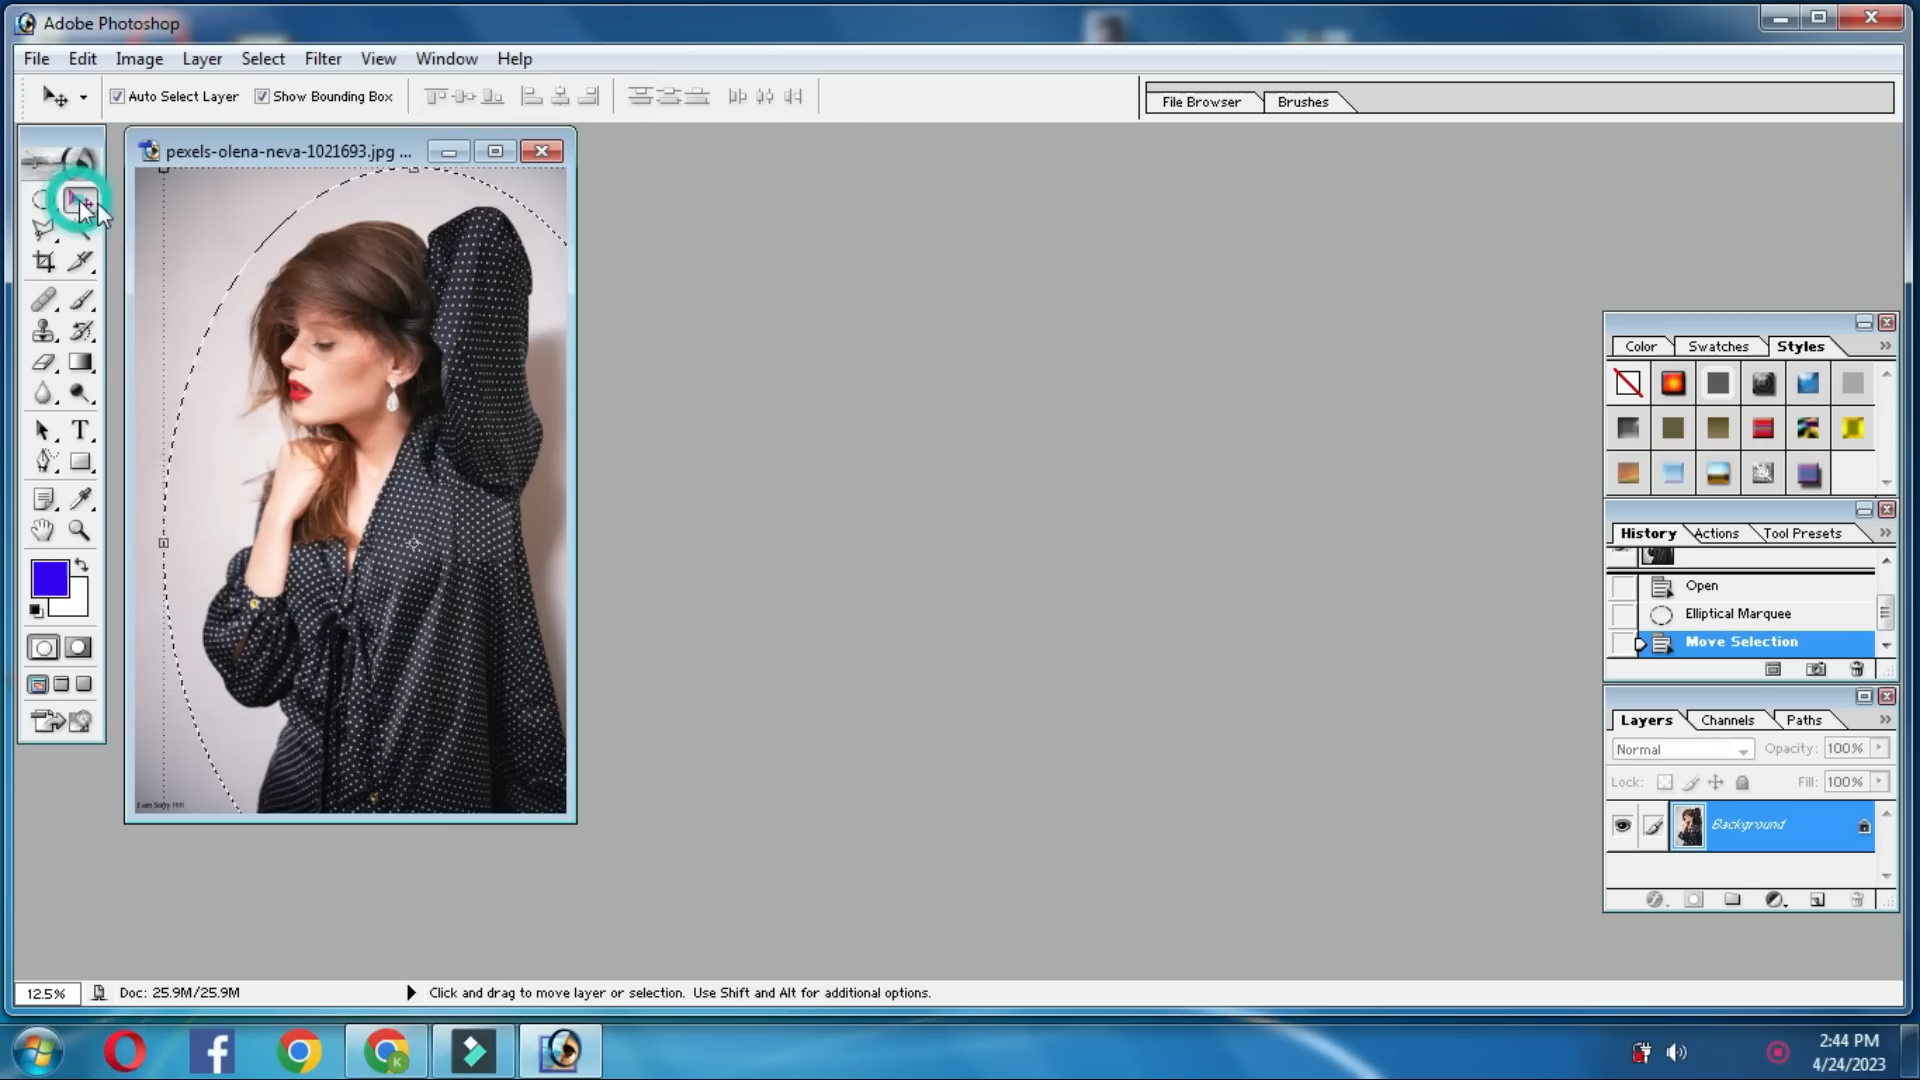 Adobe Photoshop
File Edit Image Layer Select Filter View Window Help
Auto Select Layer Show Bounding Box File Browser Brushes
pexels-olena-neva-1021693.jpg ...
Color Swatches Styles
History Actions Tool Presets
Open
Elliptical Marquee
Move Selection
Layers Channels Paths
Normal Opacity: 100%
Lock: Fill: 100%
Background
12.5% Doc: 25.9M/25.9M Click and drag to move layer or selection. Use Shift and Alt for additional options.
2:44 PM
4/24/2023